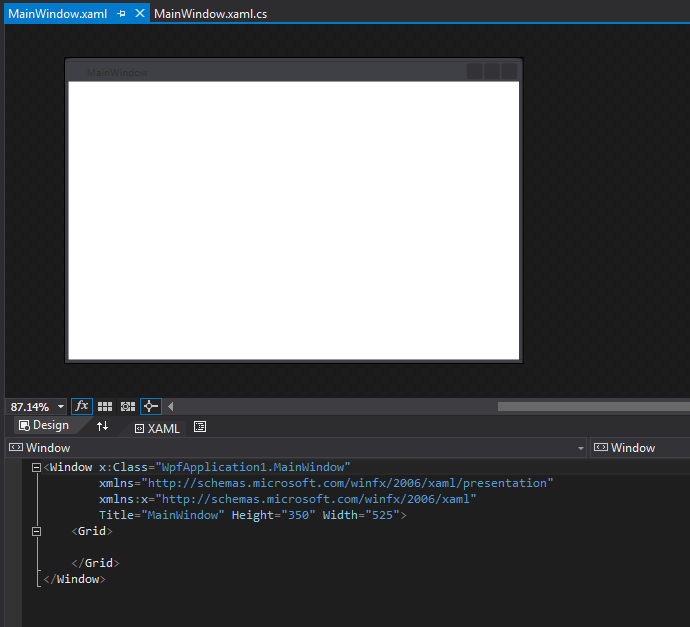 MainWindow.xaml MainWindow.xaml.cs
MainWindow
87.14% fx
Design XAML
Window Window
<Window x:Class="WpfApplication1.MainWindow"
xmlns="http://schemas.microsoft.com/winfx/2006/xaml/presentation"
xmlns:x="http://schemas.microsoft.com/winfx/2006/xaml"
Title="MainWindow" Height="350" Width="525">
<Grid>
</Grid>
</Window>